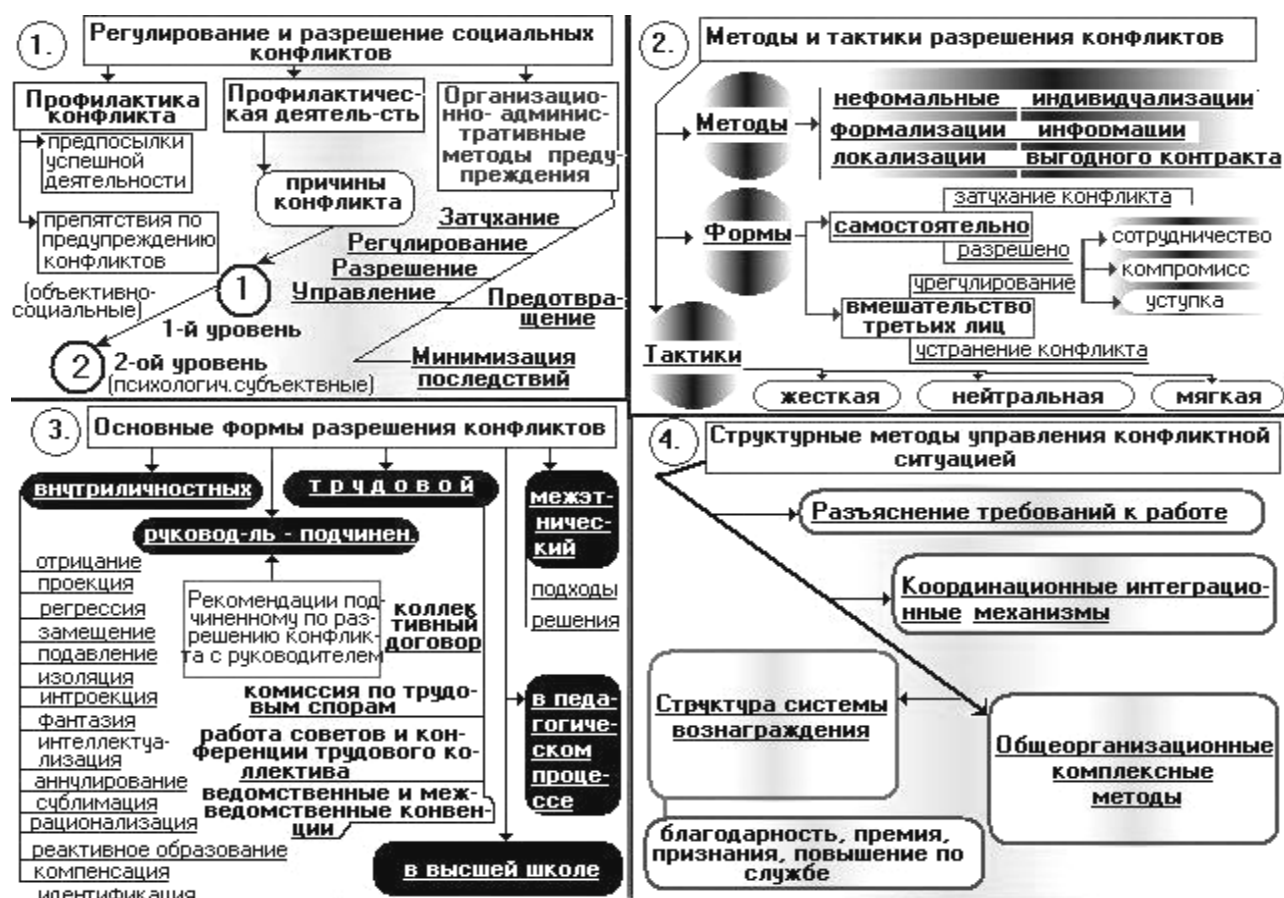 1.
Регулирование и разрешение социальных
конфликтов
Профилактика
конфликта
предпосылки
успешной
деятельности
препятствия по
предупреждению
конфликтов
(объективно-
социальные)
Профилактичес-
кая деятель-сть
причины
конфликта
1
1-й уровень
2
2-ой уровень
(психологич.субъектвные)
Организацио-
нно- админис-
тративные
методы преду-
преждения
Затухание
Регулирование
Разрешение
Управление
Предотвра-
щение
Минимизация
последствий
2.
Методы и тактики разрешения конфликтов
Методы
нефомальные индивидуализации
формализации информации
локализации выгодного контракта
Формы
затухание конфликта
самостоятельно
разрешено
урегулирование
вмешательство
третьих лиц
устранение конфликта
сотрудничество
компромисс
уступка
Тактики
жесткая нейтральная мягкая
3.
Основные формы разрешения конфликтов
внутриличностных
трудовой
руковод-ль - подчинен.
межэт-
ничес-
кий
подходы
решения
отрицание
проекция
регрессия
замещение
подавление
изоляция
интроекция
фантазия
интеллектуа-
лизация
аннулирование
сублимация
рационализация
реактивное образование
компенсация
идентификация
Рекомендации под-
чиненному по раз-
решению конфлик-
та с руководителем
коллек
тивный
договор
комиссия по трудо-
вым спорам
работа советов и кон-
ференции трудового ко-
ллектива
ведомственные и меж-
ведомственные конвен-
ции
в педа-
гогиче-
ском
проце-
ссе
в высшей школе
4.
Структурные методы управления конфликтной
ситуацией
Разъяснение требований к работе
Координационные интеграцио-
нные механизмы
Структура системы
вознаграждения
Общеорганизационные
комплексные
методы
благодарность, премия,
признания, повышение по
службе